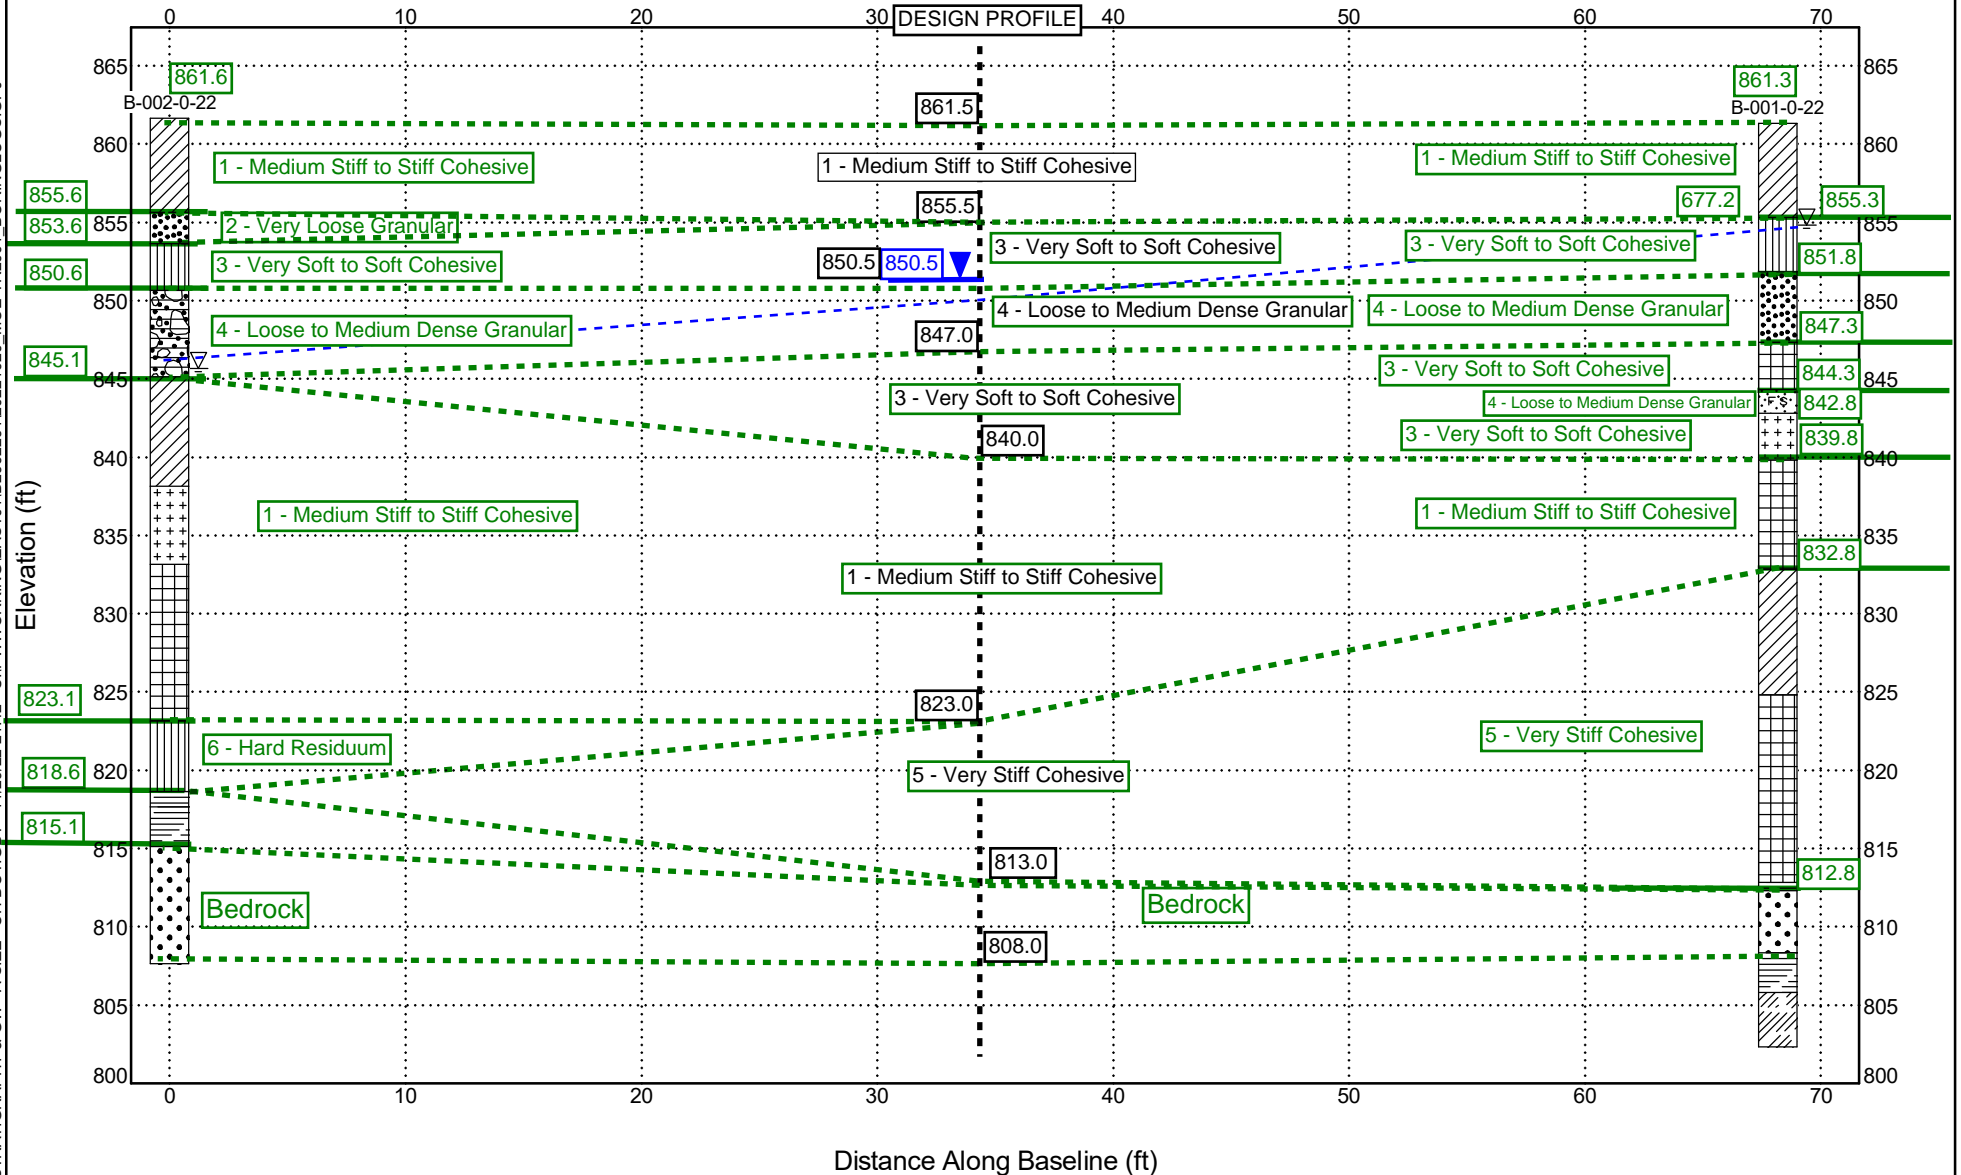 0 10 20 30 DESIGN PROFILE 40 50 60 70
865 861.6 861.3 865
B-002-0-22 861.5 B-001-0-22
860 860
1 - Medium Stiff to Stiff Cohesive 1 - Medium Stiff to Stiff Cohesive 1 - Medium Stiff to Stiff Cohesive
855.6 855.5 677.2 855.3
855 855
853.6 2 - Very Loose Granular
3 - Very Soft to Soft Cohesive 3 - Very Soft to Soft Cohesive 3 - Very Soft to Soft Cohesive
850.6 850.5 850.5 851.8
850 850
4 - Loose to Medium Dense Granular 4 - Loose to Medium Dense Granular 4 - Loose to Medium Dense Granular
847.0 847.3
845.1 3 - Very Soft to Soft Cohesive 844.3
845 845
3 - Very Soft to Soft Cohesive 4 - Loose to Medium Dense Granular FS 842.8
840.0 3 - Very Soft to Soft Cohesive 839.8
840 840
1 - Medium Stiff to Stiff Cohesive 1 - Medium Stiff to Stiff Cohesive
835 835
832.8
1 - Medium Stiff to Stiff Cohesive
830 830
Elevation (ft)
825 825
823.1 823.0
6 - Hard Residuum 5 - Very Stiff Cohesive
818.6 820 5 - Very Stiff Cohesive 820
815.1
815 813.0 815
812.8
Bedrock Bedrock
810 810
808.0
805 805
800 800
0 10 20 30 40 50 60 70
Distance Along Baseline (ft)